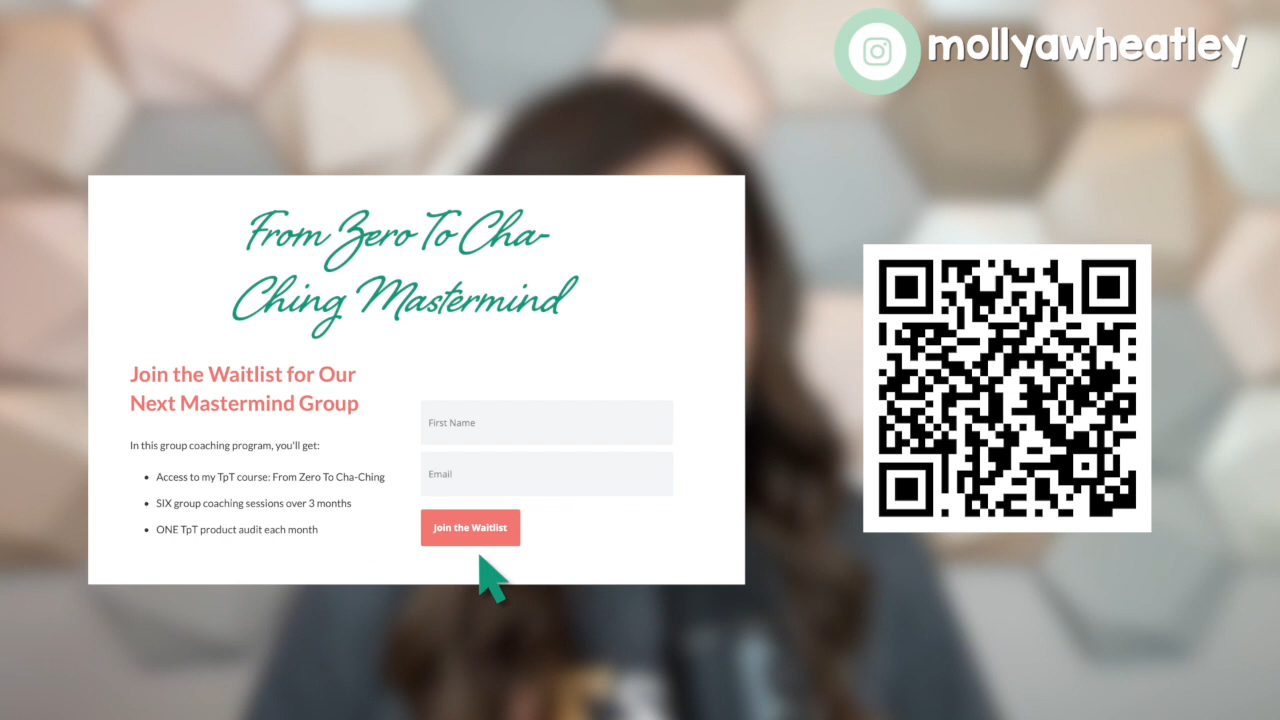 mollyawheatley
From Zero To Cha-
Ching Mastermind
Join the Waitlist for Our
Next Mastermind Group
In this group coaching program, you'll get:
• Access to my TpT course: From Zero To Cha-Ching
• SIX group coaching sessions over 3 months
• ONE TpT product audit each month
First Name
Email
Join the Waitlist